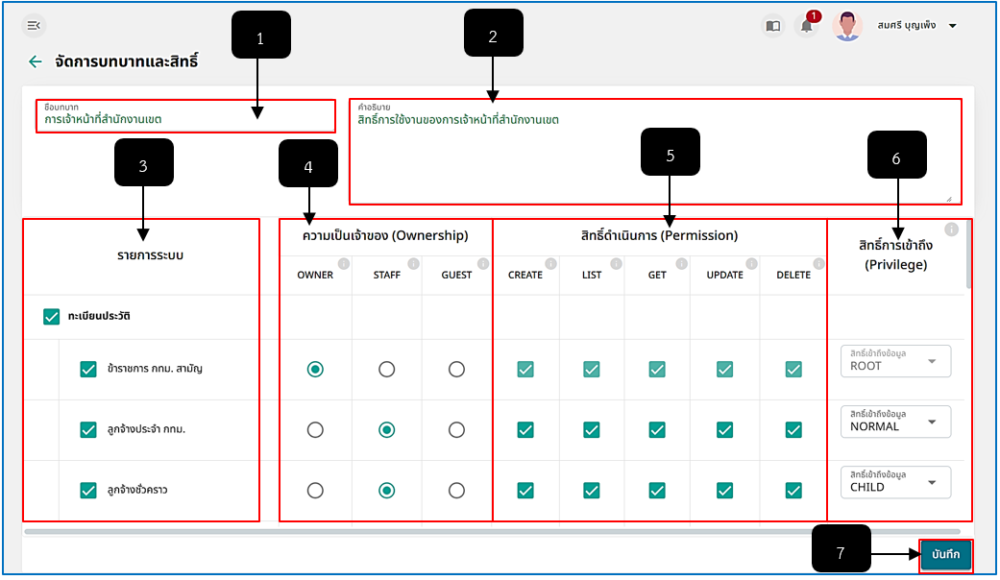 1
2
1
สมศรี บุญเพ็ง
จัดการบทบาทและสิทธิ์
ชื่อบทบาท
การเจ้าหน้าที่สำนักงานเขต
คำอธิบาย
สิทธิ์การใช้งานของการเจ้าหน้าที่สำนักงานเขต
3
4
5
6
รายการระบบ
ความเป็นเจ้าของ (Ownership)
สิทธิ์ดำเนินการ (Permission)
สิทธิ์การเข้าถึง
(Privilege)
OWNER STAFF GUEST CREATE LIST GET UPDATE DELETE
ทะเบียนประวัติ
ข้าราชการ กทม. สามัญ
สิทธิ์เข้าถึงข้อมูล
ROOT
ลูกจ้างประจำ กทม.
สิทธิ์เข้าถึงข้อมูล
NORMAL
ลูกจ้างชั่วคราว
สิทธิ์เข้าถึงข้อมูล
CHILD
7
บันทึก